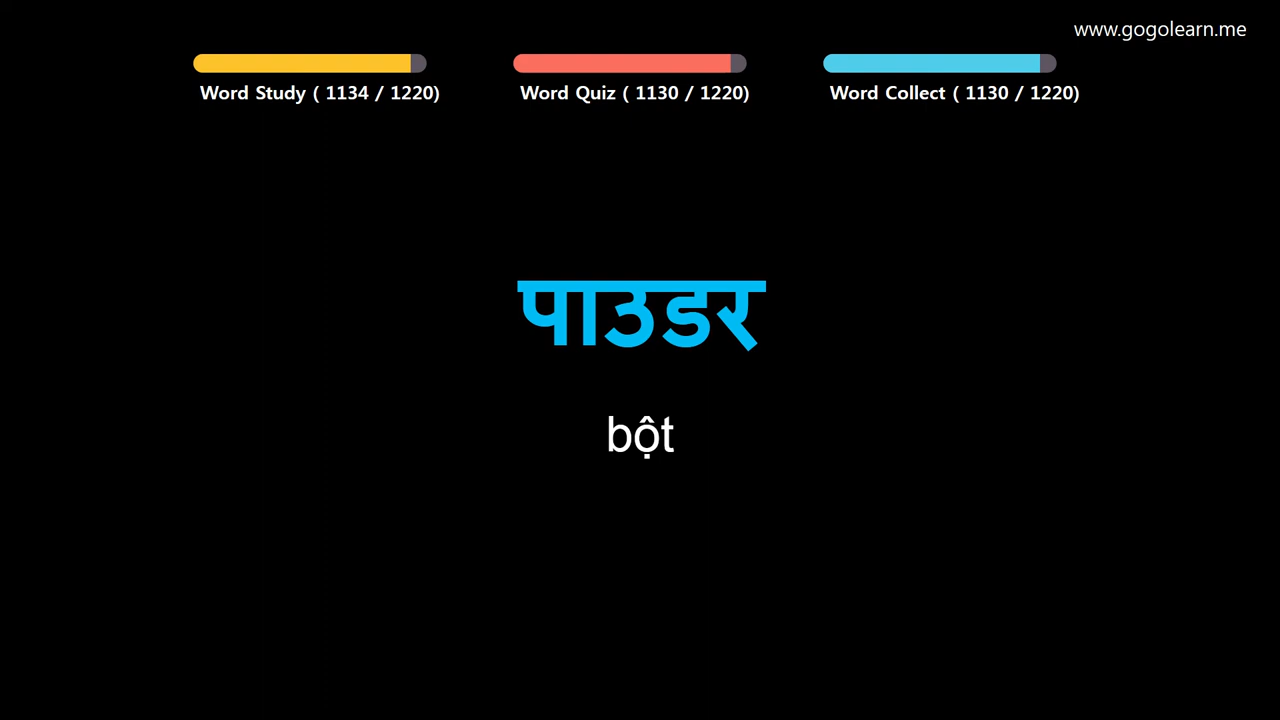 www.gogolearn.me
Word Study ( 1134 / 1220)
Word Quiz ( 1130 / 1220)
Word Collect ( 1130 / 1220)
पाउडर
bột